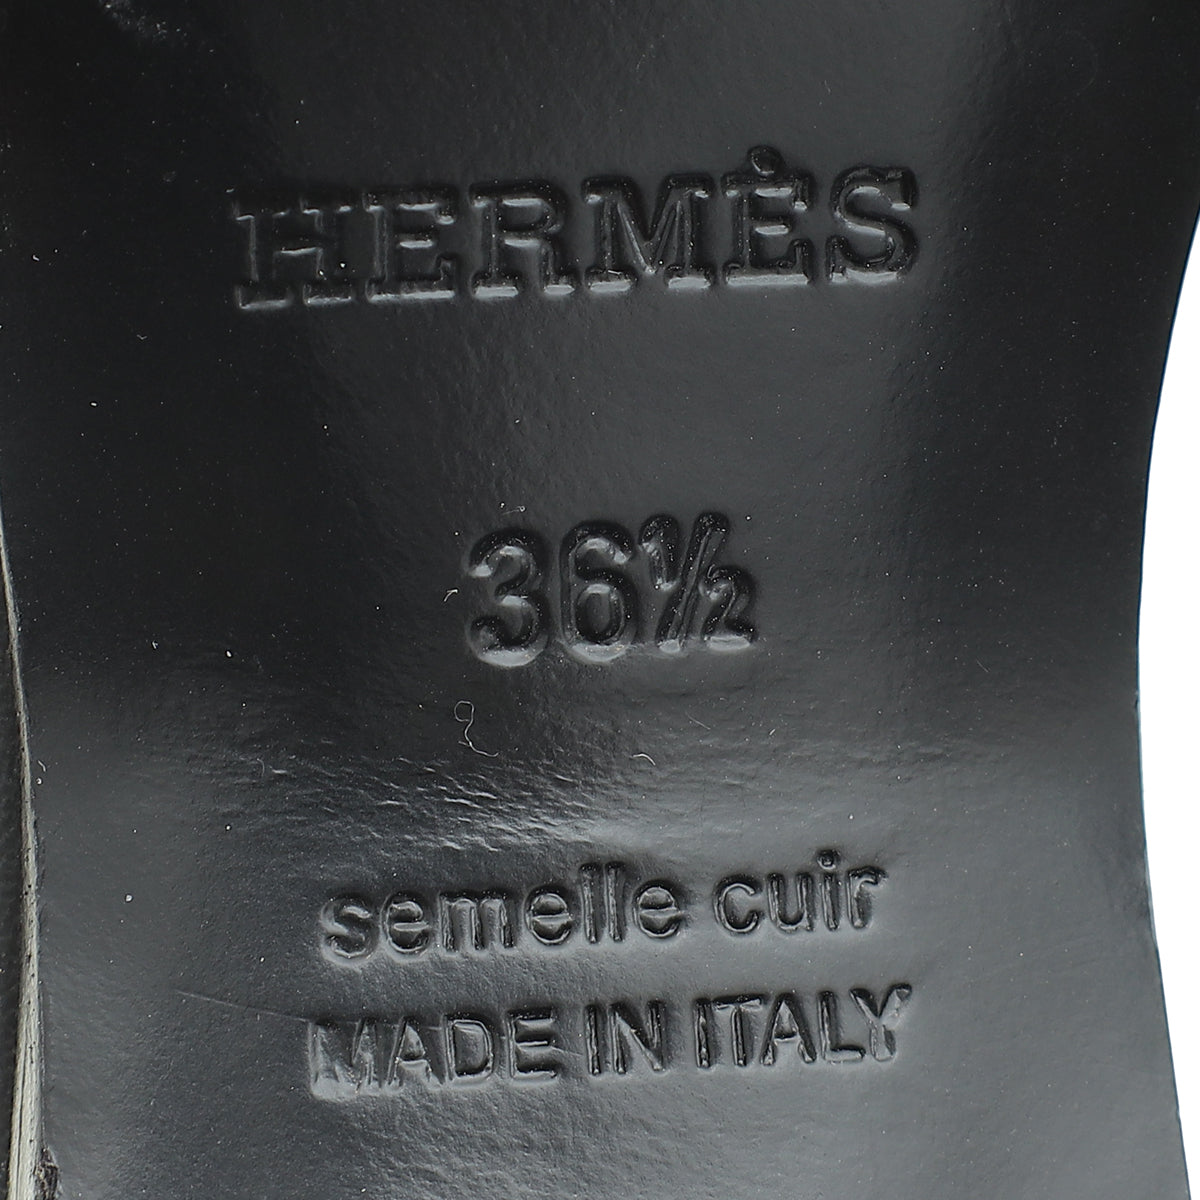 HERMÈS
36½
semelle cuir
MADE IN ITALY